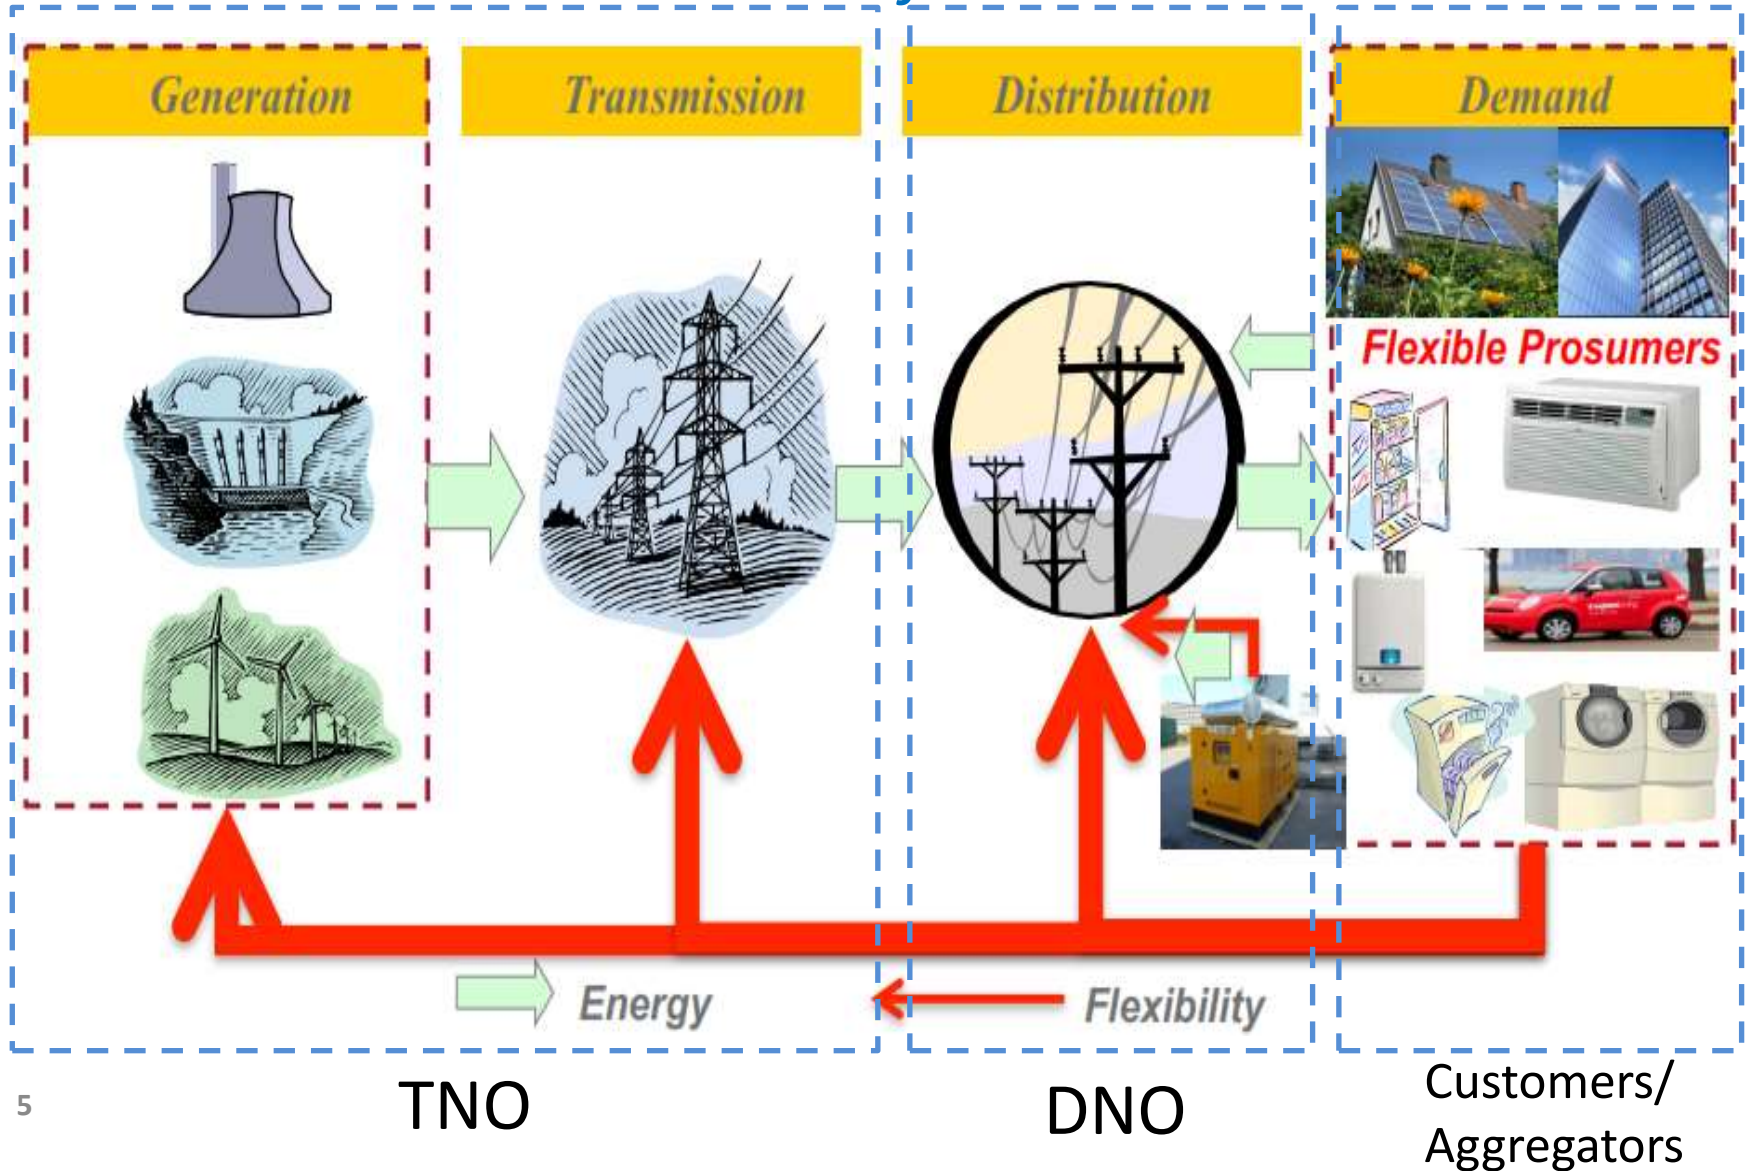 Generation
Transmission
Distribution
Demand
Flexible Prosumers
Energy
Flexibility
TNO
DNO
Customers/
Aggregators
5